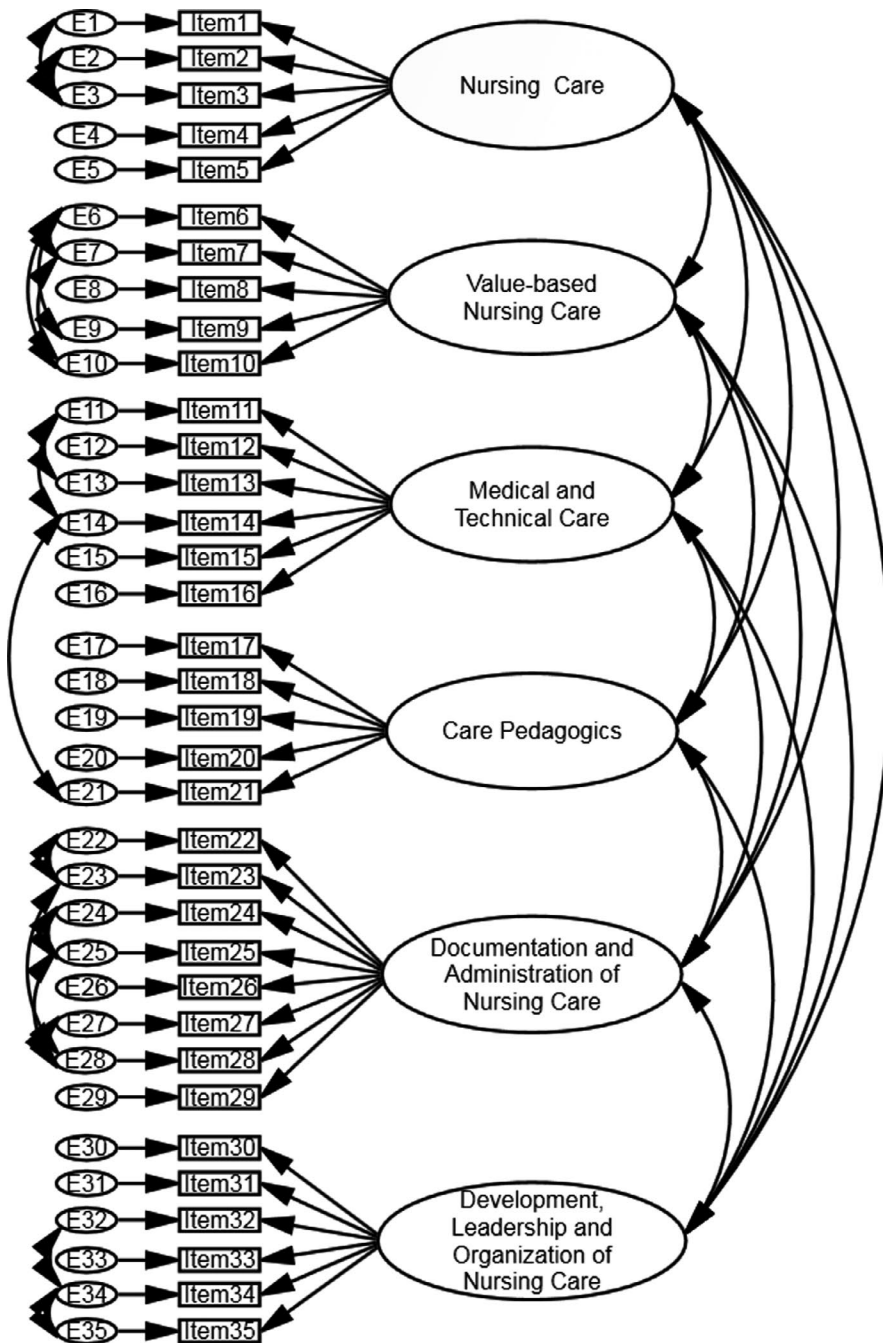 E1 Item1
E2 Item2
E3 Item3
E4 Item4
E5 Item5
Nursing Care
E6 Item6
E7 Item7
E8 Item8
E9 Item9
E10 Item10
Value-based
Nursing Care
E11 Item11
E12 Item12
E13 Item13
E14 Item14
E15 Item15
E16 Item16
Medical and
Technical Care
E17 Item17
E18 Item18
E19 Item19
E20 Item20
E21 Item21
Care Pedagogics
E22 Item22
E23 Item23
E24 Item24
E25 Item25
E26 Item26
E27 Item27
E28 Item28
E29 Item29
Documentation and
Administration of
Nursing Care
E30 Item30
E31 Item31
E32 Item32
E33 Item33
E34 Item34
E35 Item35
Development,
Leadership and
Organization of
Nursing Care